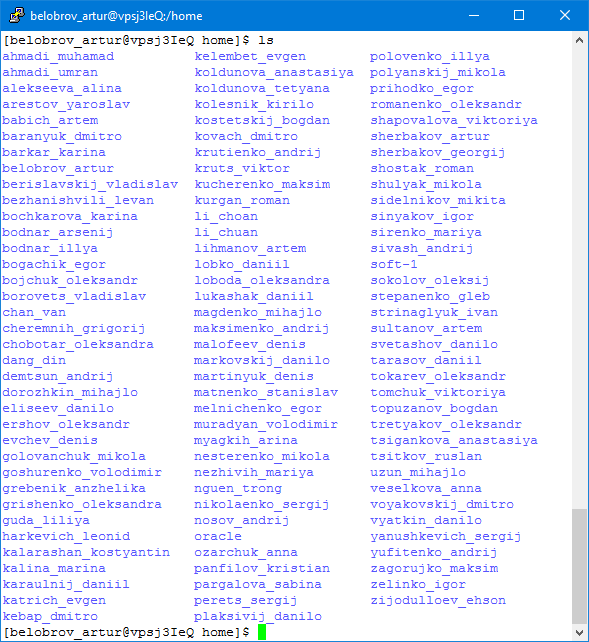 belobrov_artur@vpsj3IeQ:/home
[belobrov_artur@vpsj3IeQ home]$ ls
ahmadi_muhamad kelembet_evgen polovenko_illya
ahmadi_umran koldunova_anastasiya polyanskij_mikola
alekseeva_alina koldunova_tetyana prihodko_egor
arestov_yaroslav kolesnik_kirilo romanenko_oleksandr
babich_artem kostetskij_bogdan shapovalova_viktoriya
baranyuk_dmitro kovach_dmitro sherbakov_artur
barkar_karina krutienko_andrij sherbakov_georgij
belobrov_artur kruts_viktor shostak_roman
berislavskij_vladislav kucherenko_maksim shulyak_mikola
bezhanishvili_levan kurgan_roman sidelnikov_mikita
bochkarova_karina li_choan sinyakov_igor
bodnar_arsenij li_chuan sirenko_mariya
bodnar_illya lihmanov_artem sivash_andrij
bogachik_egor lobko_daniil soft-1
bojchuk_oleksandr loboda_oleksandra sokolov_oleksij
borovets_vladislav lukashak_daniil stepanenko_gleb
chan_van magdenko_mihajlo strinaglyuk_ivan
cheremnih_grigorij maksimenko_andrij sultanov_artem
chobotar_oleksandra malofeev_denis svetashov_danilo
dang_din markovskij_danilo tarasov_daniil
demtsun_andrij martinyuk_denis tokarev_oleksandr
dorozhkin_mihajlo matnenko_stanislav tomchuk_viktoriya
eliseev_danilo melnichenko_egor topuzanov_bogdan
ershov_oleksandr muradyan_volodimir tretyakov_oleksandr
evchev_denis myagkih_arina tsigankova_anastasiya
golovanchuk_mikola nesterenko_mikola tsitkov_ruslan
goshurenko_volodimir nezhivih_mariya uzun_mihajlo
grebenik_anzhelika nguen_trong veselkova_anna
grishenko_oleksandra nikolaenko_sergij voyakovskij_dmitro
guda_liliya nosov_andrij vyatkin_danilo
harkevich_leonid oracle yanushkevich_sergij
kalarashan_kostyantin ozarchuk_anna yufitenko_andrij
kalina_marina panfilov_kristian zagorujko_maksim
karaulnij_daniil pargalova_sabina zelinko_igor
katrich_evgen perets_sergij zijodulloev_ehson
kebap_dmitro plaksivij_danilo
[belobrov_artur@vpsj3IeQ home]$